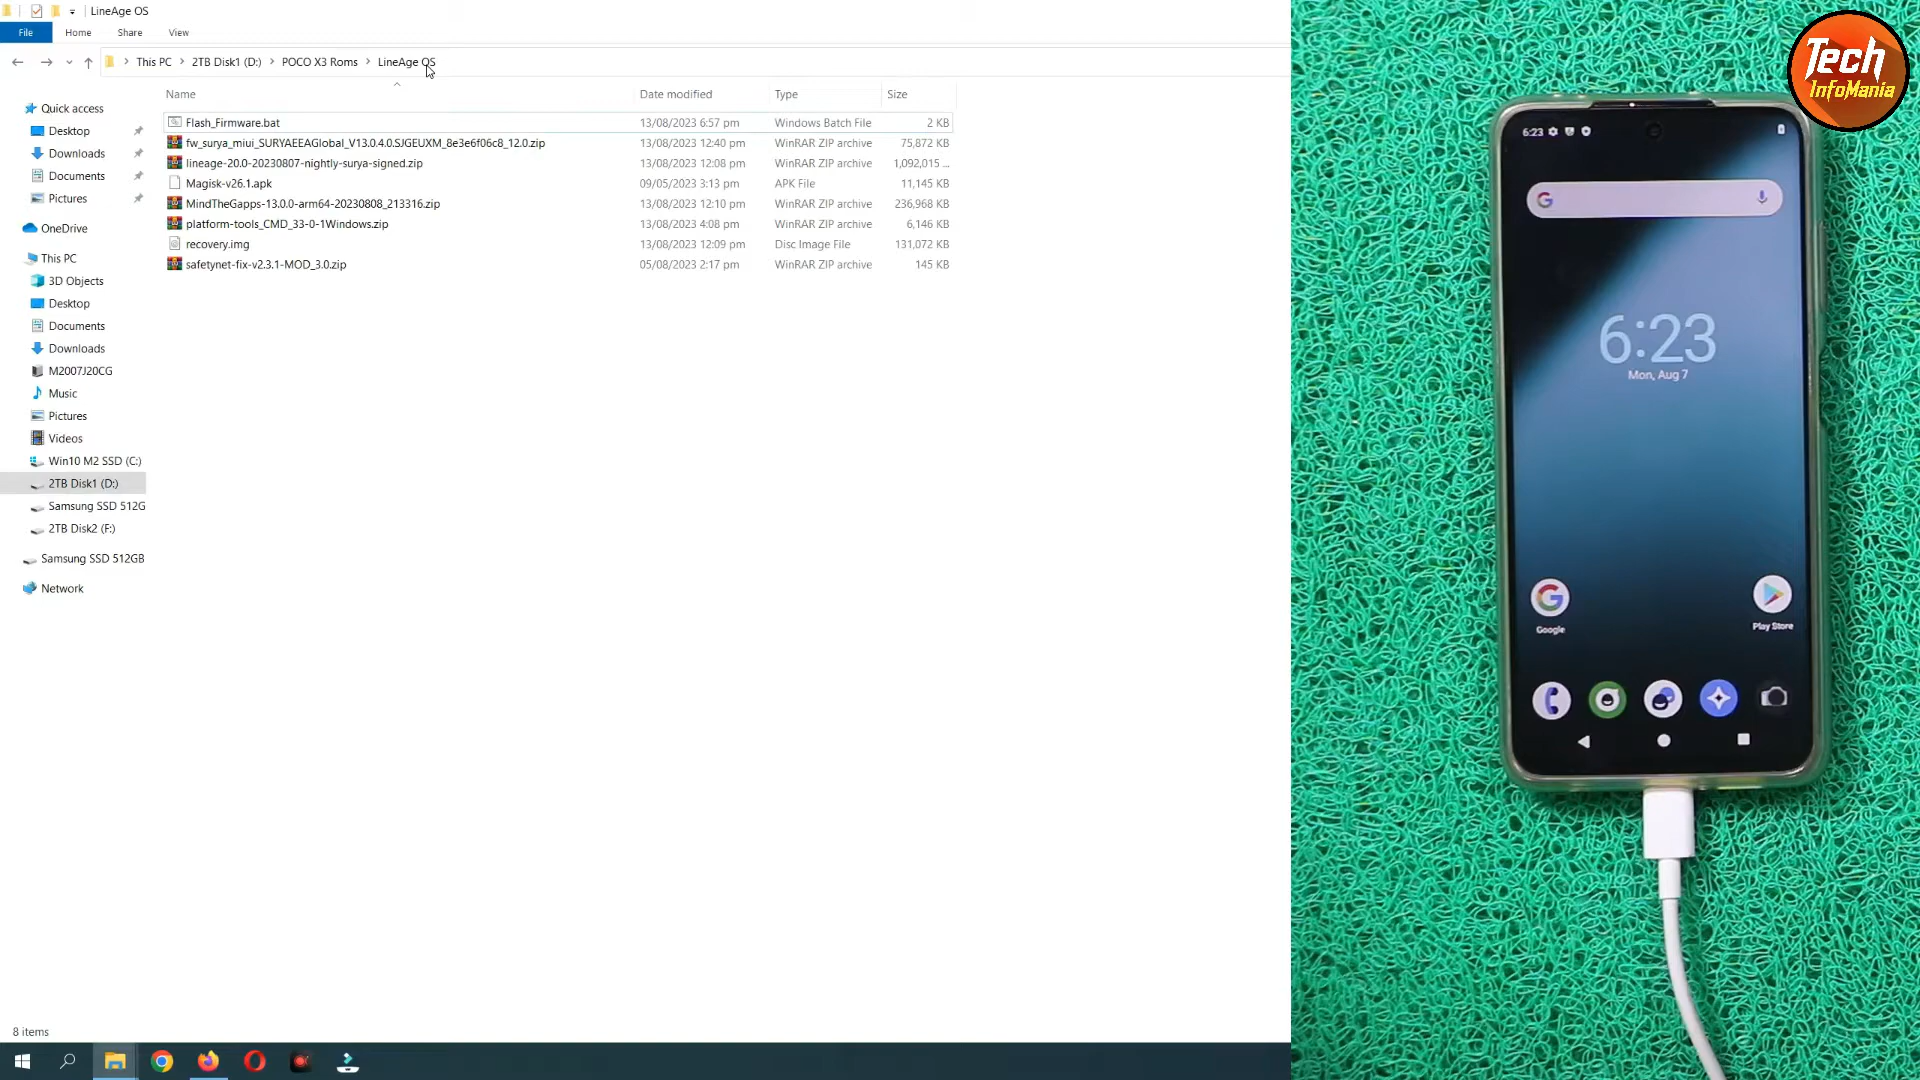 LineAge OS
File Home Share View
This PC 2TB Disk1 (D:) POCO X3 Roms LineAge OS
Name Date modified Type Size
Flash_Firmware.bat 13/08/2023 6:57 pm Windows Batch File 2 KB
fw_surya_miui_SURYAEEAGlobal_V13.0.4.0.SJGEUXM_8e3e6f06c8_12.0.zip 13/08/2023 12:40 pm WinRAR ZIP archive 75,872 KB
lineage-20.0-20230807-nightly-surya-signed.zip 13/08/2023 12:08 pm WinRAR ZIP archive 1,092,015 ...
Magisk-v26.1.apk 09/05/2023 3:13 pm APK File 11,145 KB
MindTheGapps-13.0.0-arm64-20230808_213316.zip 13/08/2023 12:10 pm WinRAR ZIP archive 236,968 KB
platform-tools_CMD_33-0-1Windows.zip 13/08/2023 4:08 pm WinRAR ZIP archive 6,146 KB
recovery.img 13/08/2023 12:09 pm Disc Image File 131,072 KB
safetynet-fix-v2.3.1-MOD_3.0.zip 05/08/2023 2:17 pm WinRAR ZIP archive 145 KB
Quick access
Desktop
Downloads
Documents
Pictures
OneDrive
This PC
3D Objects
Desktop
Documents
Downloads
M2007J20CG
Music
Pictures
Videos
Win10 M2 SSD (C:)
2TB Disk1 (D:)
Samsung SSD 512G
2TB Disk2 (F:)
Samsung SSD 512GB
Network
8 items
Tech
InfoMania
6:23
6:23
Mon, Aug 7
Google
Play Store